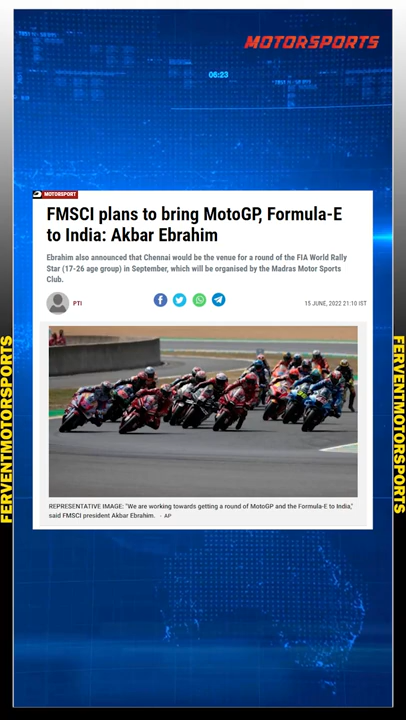 MOTORSPORTS
06:23
MOTORSPORT
FMSCI plans to bring MotoGP, Formula-E
to India: Akbar Ebrahim
Ebrahim also announced that Chennai would be the venue for a round of the FIA World Rally
Star (17-26 age group) in September, which will be organised by the Madras Motor Sports
Club.
PTI
15 JUNE, 2022 21:10 IST
REPRESENTATIVE IMAGE: "We are working towards getting a round of MotoGP and the Formula-E to India,"
said FMSCI president Akbar Ebrahim. - AP
FERVENTMOTORSPORTS
FERVENTMOTORSPORTS